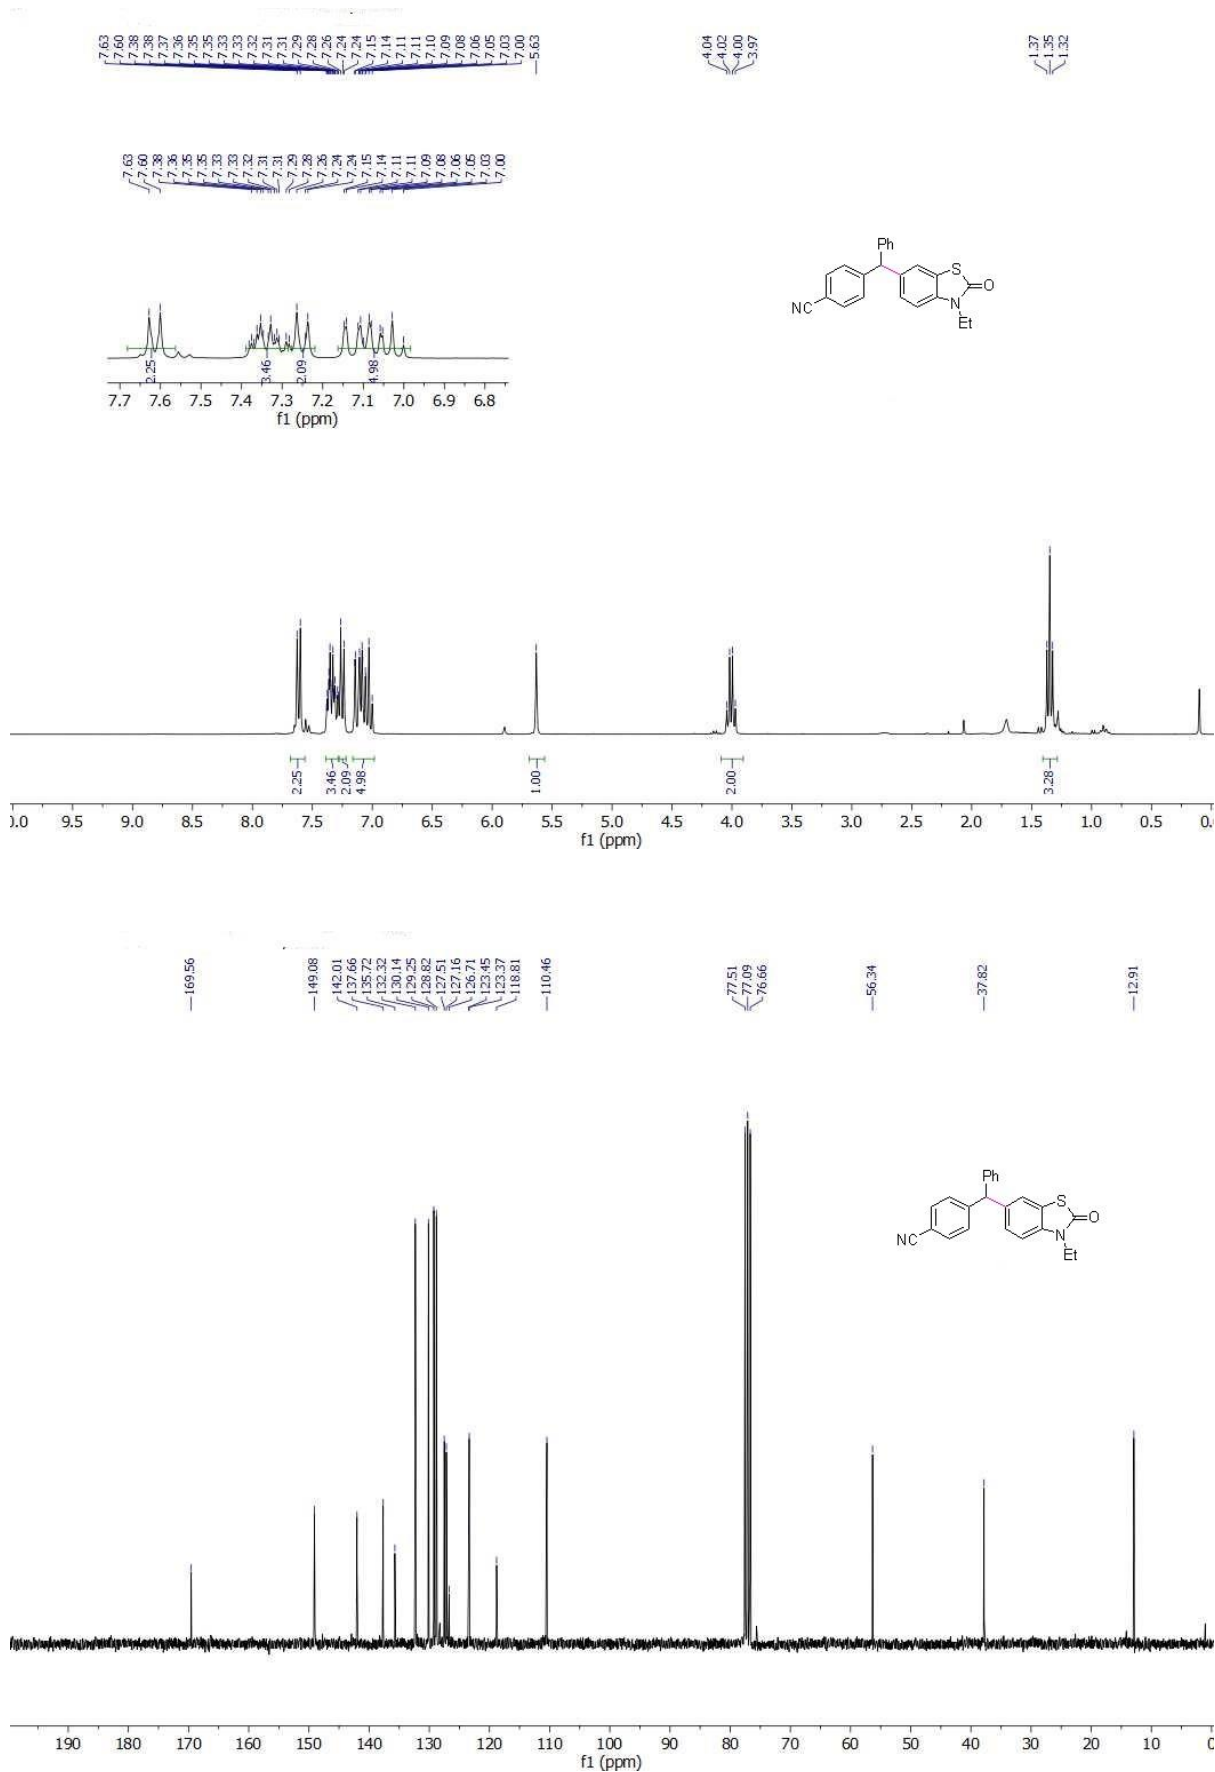 7.63 7.60 7.38 7.38 7.37 7.36 7.35 7.35 7.33 7.33 7.32 7.31 7.31 7.29 7.28 7.26 7.24 7.24 7.15 7.14 7.11 7.11 7.10 7.09 7.08 7.06 7.05 7.03 7.00 5.63
4.04 4.02 4.00 3.97
1.37 1.35 1.32
7.63 7.60 7.38 7.36 7.35 7.35 7.33 7.33 7.32 7.31 7.31 7.29 7.28 7.26 7.24 7.24 7.15 7.14 7.11 7.11 7.09 7.08 7.06 7.05 7.03 7.00
Ph
S
O
N
NC
Et
2.25 3.46 2.09 4.98
7.7 7.6 7.5 7.4 7.3 7.2 7.1 7.0 6.9 6.8
f1 (ppm)
2.25 3.46 2.09 4.98 1.00 2.00 3.28
0.0 9.5 9.0 8.5 8.0 7.5 7.0 6.5 6.0 5.5 5.0 4.5 4.0 3.5 3.0 2.5 2.0 1.5 1.0 0.5 0.
f1 (ppm)
169.56 149.08 142.01 137.66 135.72 132.32 130.14 129.25 128.82 127.51 127.16 126.71 123.45 123.37 118.81 110.46
77.51 77.09 76.66
56.34
37.82
12.91
Ph
S
O
N
NC
Et
190 180 170 160 150 140 130 120 110 100 90 80 70 60 50 40 30 20 10 0
f1 (ppm)